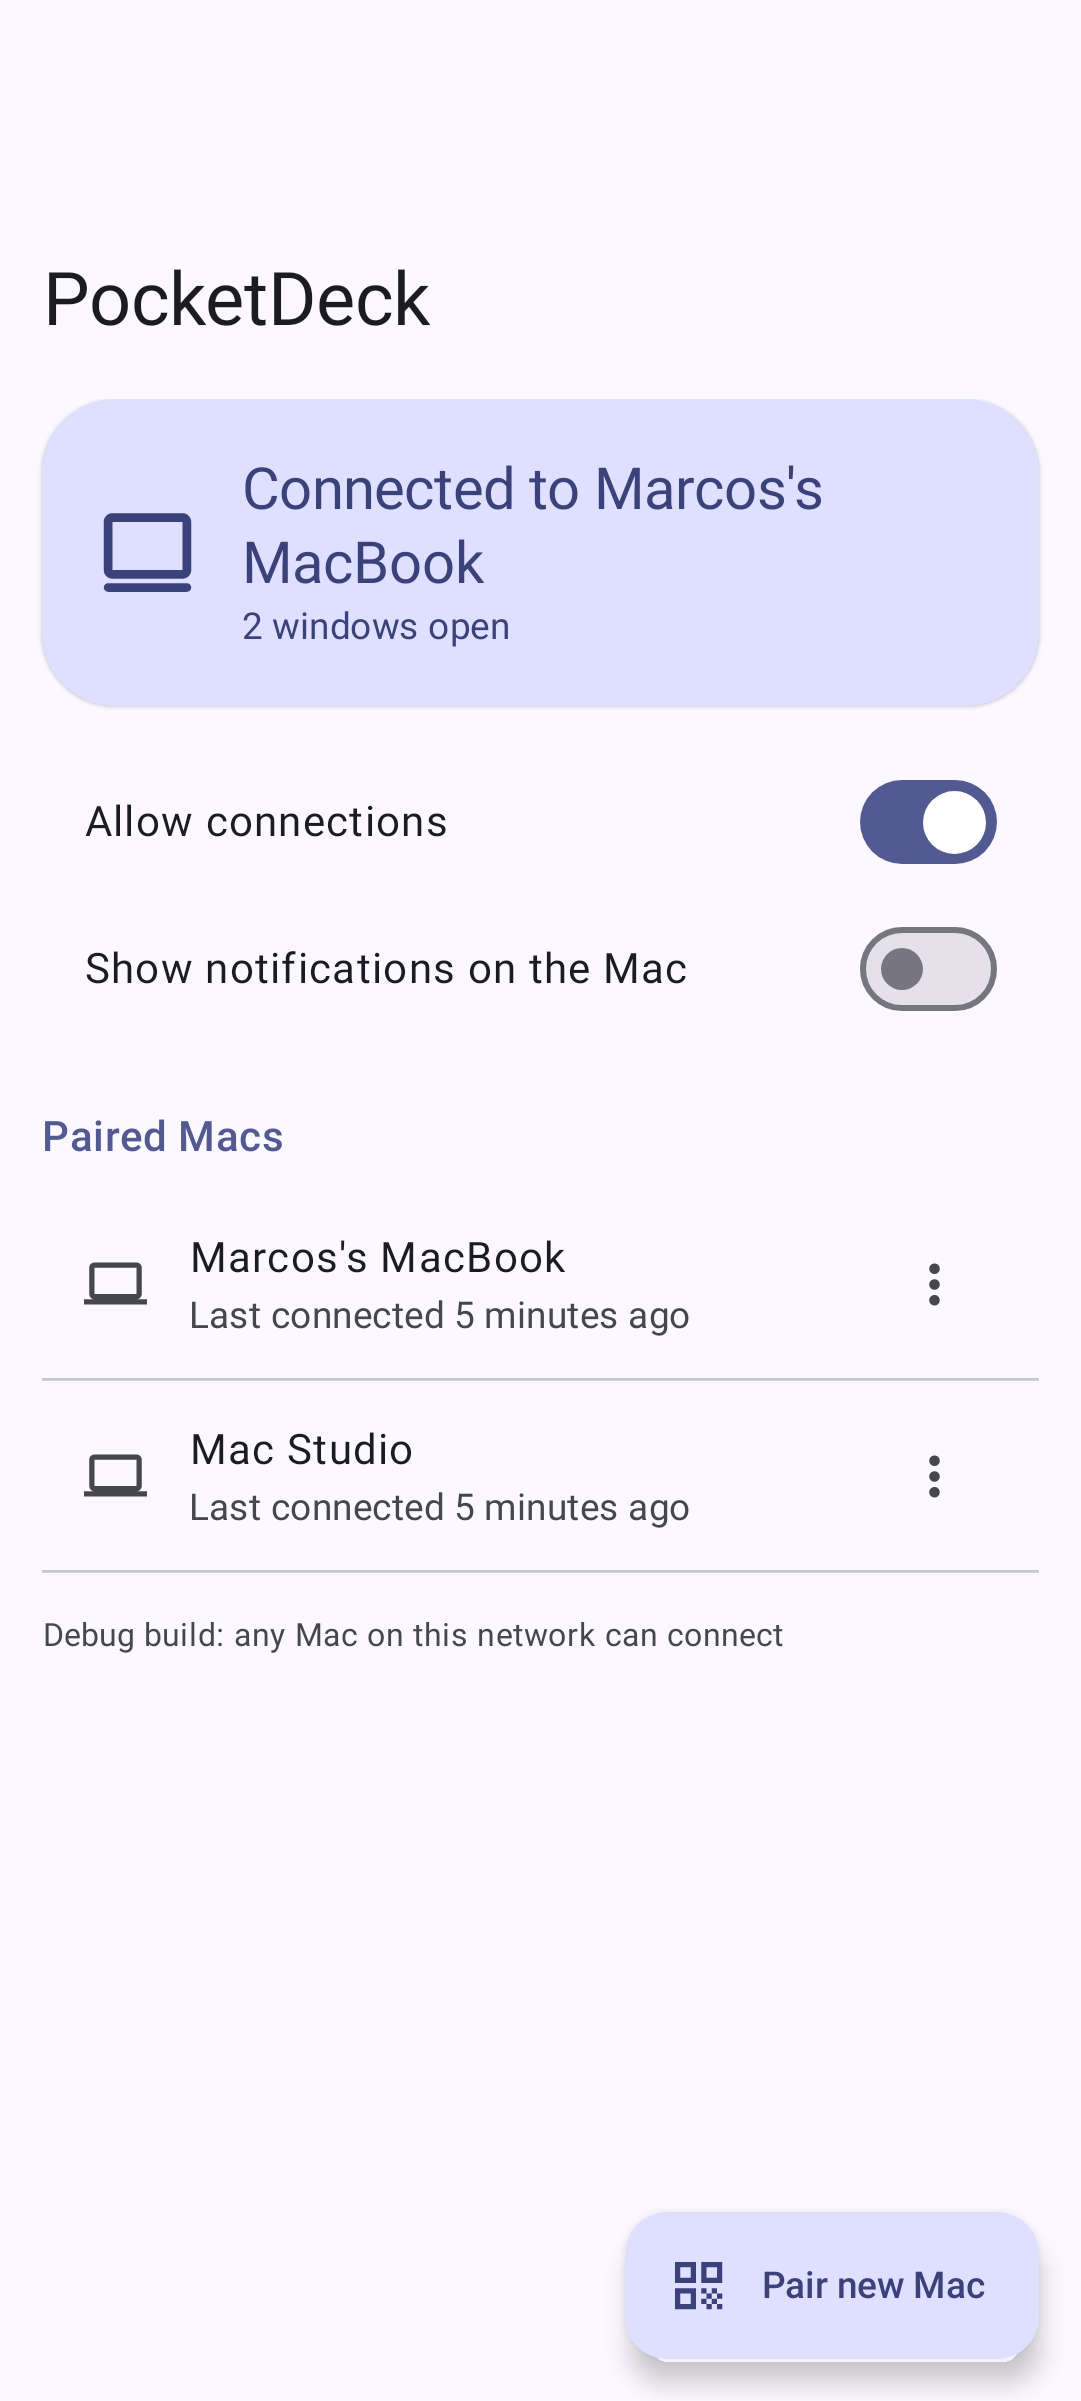 PocketDeck
Connected to Marcos's
MacBook
2 windows open
Allow connections
Show notifications on the Mac
Paired Macs
Marcos's MacBook
Last connected 5 minutes ago
Mac Studio
Last connected 5 minutes ago
Debug build: any Mac on this network can connect
Pair new Mac